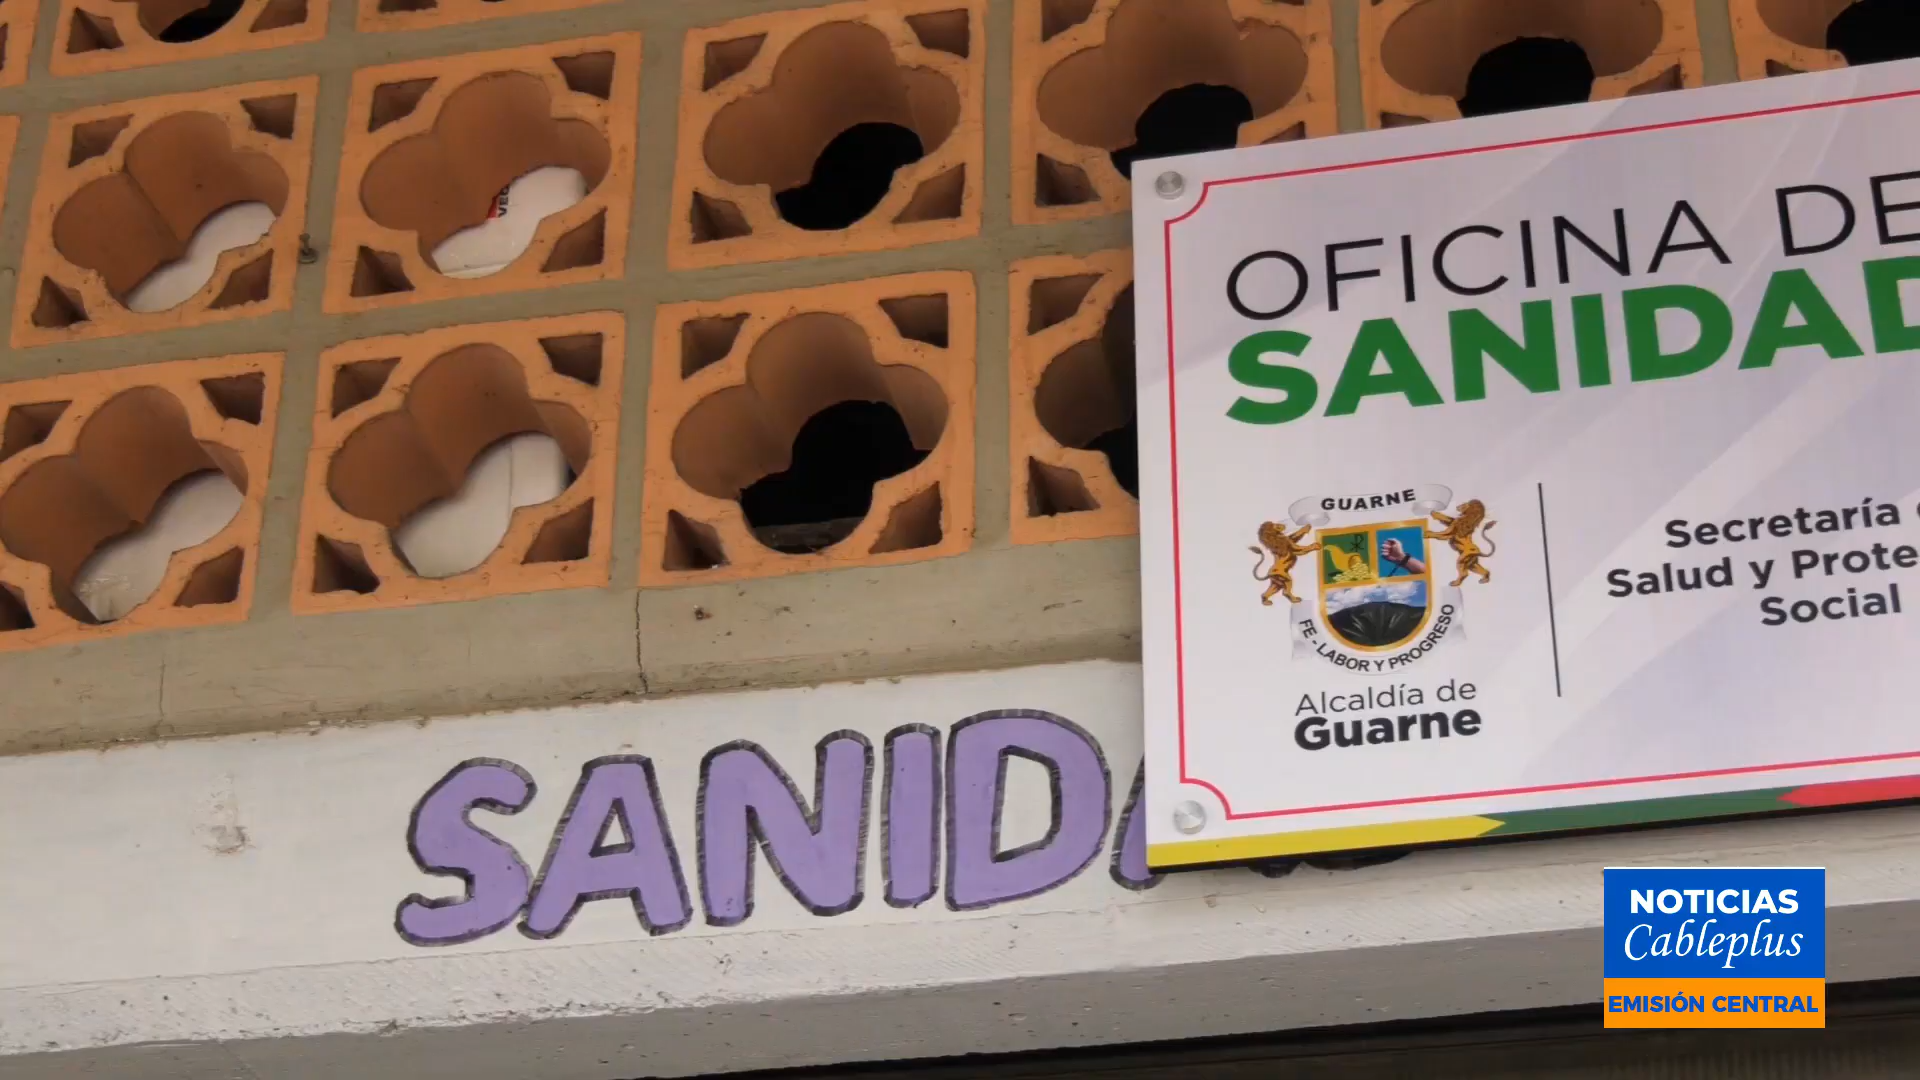 OFICINA DE
SANIDAD
GUARNE
FE - LABOR Y PROGRESO
Alcaldía de
Guarne
Secretaría
Salud y Prote
Social
SANID
NOTICIAS
Cableplus
EMISIÓN CENTRAL